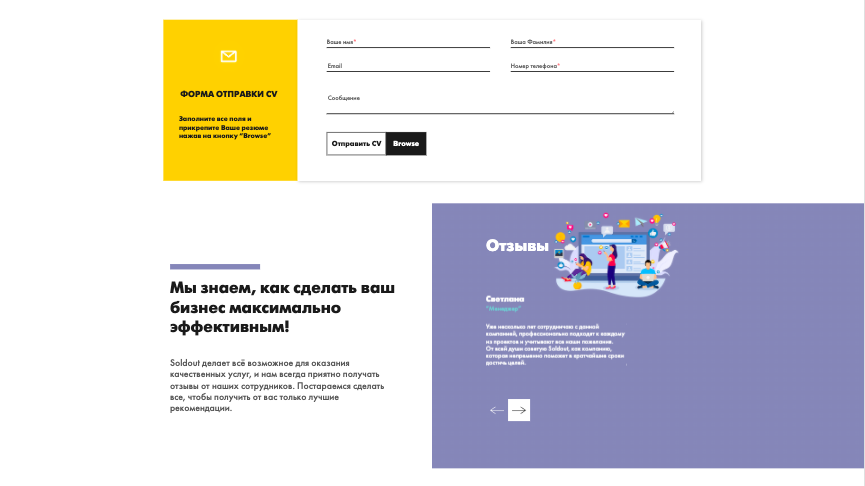 Ваше имя*
Ваша Фамилия*
Email
Номер телефона*
Сообщение
ФОРМА ОТПРАВКИ CV
Заполните все поля и
прикрепите Ваше резюме
нажав на кнопку "Browse"
Отправить CV
Browse
Мы знаем, как сделать ваш
бизнес максимально
эффективным!
Soldout делает всё возможное для оказания
качественных услуг, и нам всегда приятно получать
отзывы от наших сотрудников. Постараемся сделать
все, чтобы получить от вас только лучшие
рекомендации.
Отзывы
Светлана
"Менеджер"
Уже несколько лет сотрудничаю с данной
компанией, профессионально подходят к каждому
из проектов и учитывают все наши пожелания.
От всей души советую Soldout, как компанию,
которая непременно поможет в кратчайшие сроки
достичь целей.